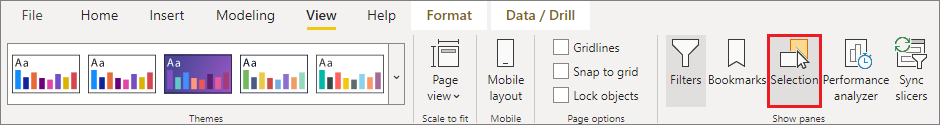 File Home Insert Modeling View Help Format Data / Drill
Aa Aa Aa Aa Aa
Page view
Mobile layout
Gridlines
Snap to grid
Lock objects
Filters Bookmarks Selection Performance analyzer Sync slicers
Themes Scale to fit Mobile Page options Show panes